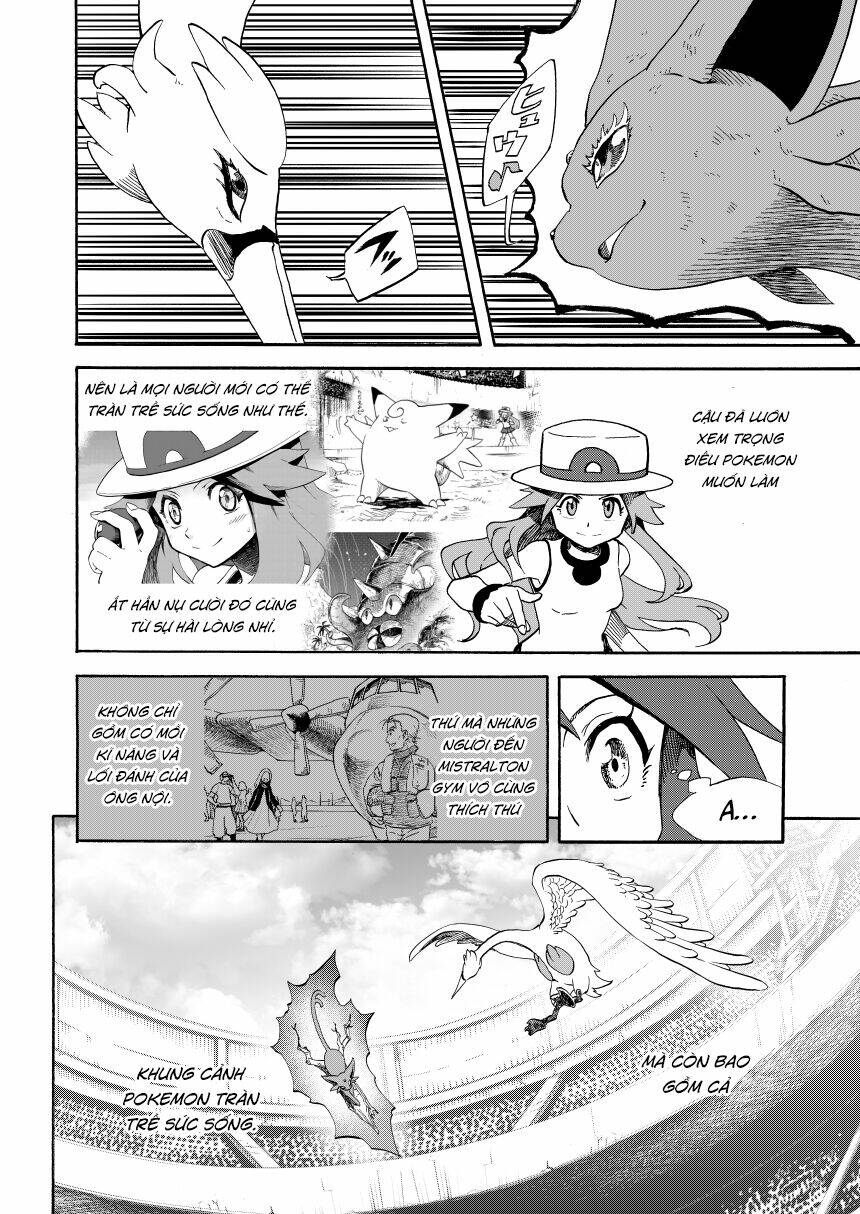 ヒュウペ
ブッ
CẬU ĐÃ LUÔN
XEM TRỌNG
ĐIỀU POKEMON
MUỐN LÀM
NÊN LÀ MỌI NGƯỜI MỚI CÓ THỂ
TRÀN TRỀ SỨC SỐNG NHƯ THẾ.
ẮT HẲN NỤ CƯỜI ĐÓ CŨNG
TỪ SỰ HÀI LÒNG NHỈ.
A...
THỨ MÀ NHỮNG
NGƯỜI ĐẾN
MISTRALTON
GYM VÔ CÙNG
THÍCH THÚ
KHÔNG CHỈ
GỒM CÓ MỖI
KĨ NĂNG VÀ
LỐI ĐÁNH CỦA
ÔNG NỘI.
MÀ CÒN BAO
GỒM CẢ
KHUNG CẢNH
POKEMON TRÀN
TRỀ SỨC SỐNG.